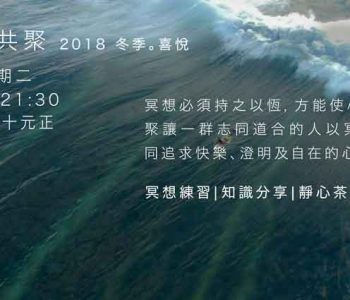 共聚 2018 冬季。喜悅
期二
21:30
十元正
冥想必須持之以恆, 方能使心
聚讓一群志同道合的人以冥
同追求快樂、澄明及自在的心
冥想練習|知識分享|靜心茶